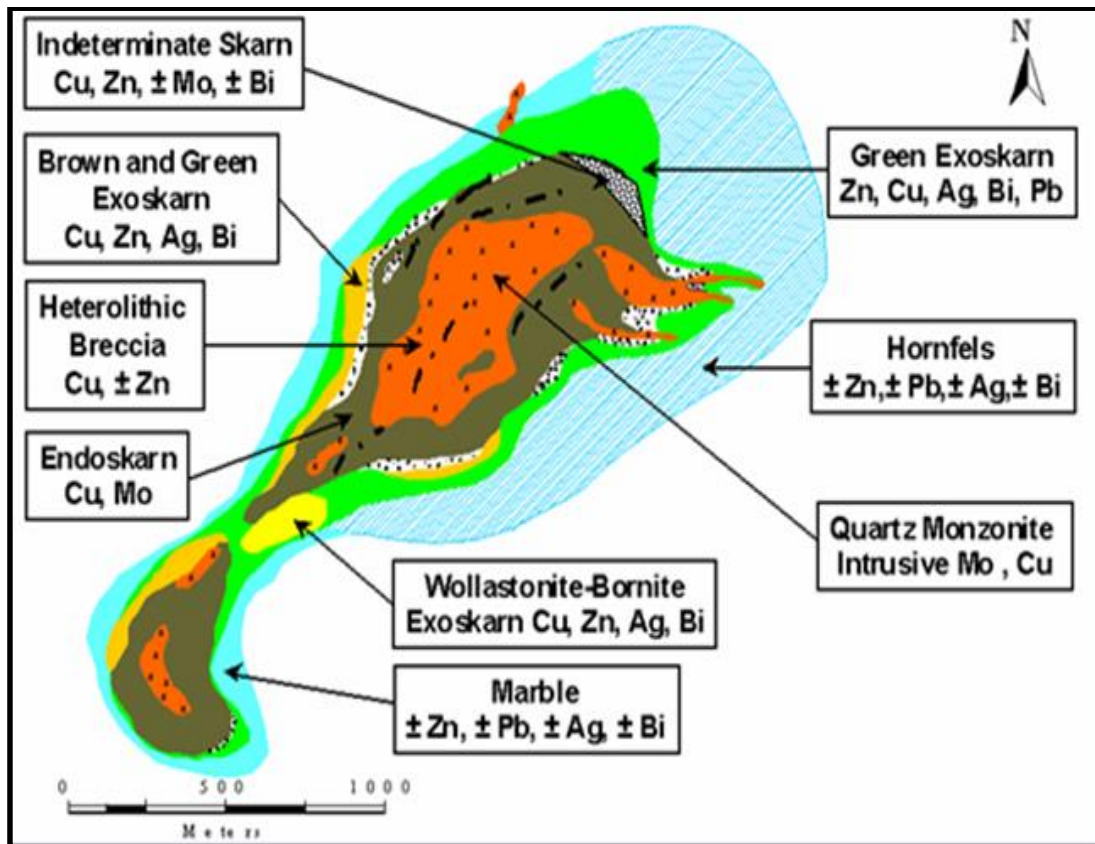 Indeterminate Skarn
Cu, Zn, ± Mo, ± Bi
N
Brown and Green
Exoskarn
Cu, Zn, Ag, Bi
Green Exoskarn
Zn, Cu, Ag, Bi, Pb
Heterolithic
Breccia
Cu, ± Zn
Hornfels
± Zn, ± Pb, ± Ag, ± Bi
Endoskarn
Cu, Mo
Quartz Monzonite
Intrusive Mo , Cu
Wollastonite-Bornite
Exoskarn Cu, Zn, Ag, Bi
Marble
± Zn, ± Pb, ± Ag, ± Bi
0 500 1000
Meters